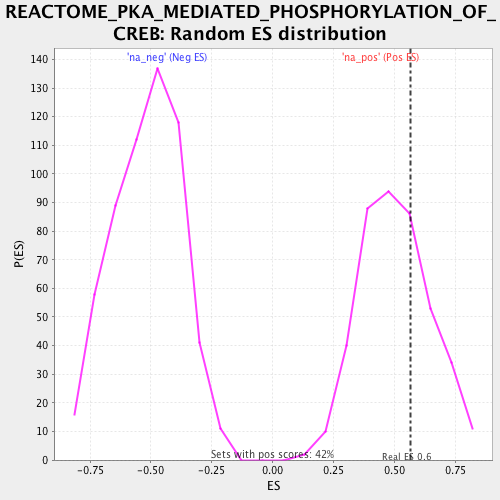 REACTOME_PKA_MEDIATED_PHOSPHORYLATION_OF_
CREB: Random ES distribution
'na_neg' (Neg ES)
'na_pos' (Pos ES)
140
130
120
110
100
90
80
70
60
50
40
30
20
10
0
P(ES)
Sets with pos scores: 42%
Real ES 0.6
-0.75
-0.50
-0.25
0.00
0.25
0.50
0.75
ES